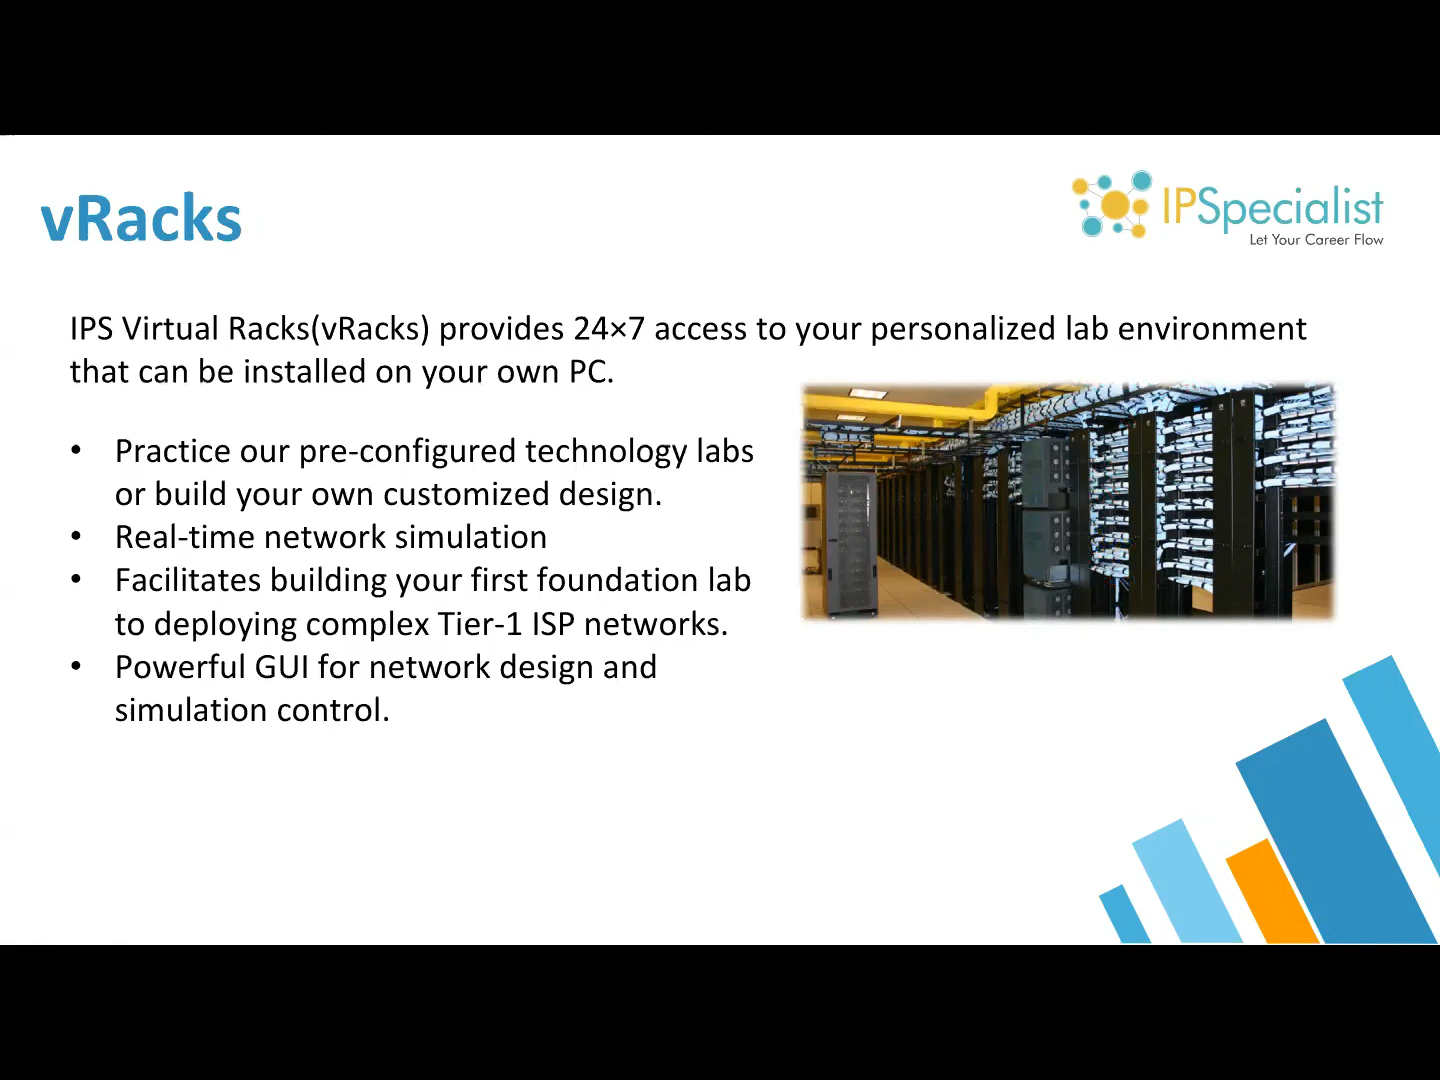 vRacks
IPSpecialist
Let Your Career Flow
IPS Virtual Racks(vRacks) provides 24×7 access to your personalized lab environment
that can be installed on your own PC.
• Practice our pre-configured technology labs
or build your own customized design.
• Real-time network simulation
• Facilitates building your first foundation lab
to deploying complex Tier-1 ISP networks.
• Powerful GUI for network design and
simulation control.